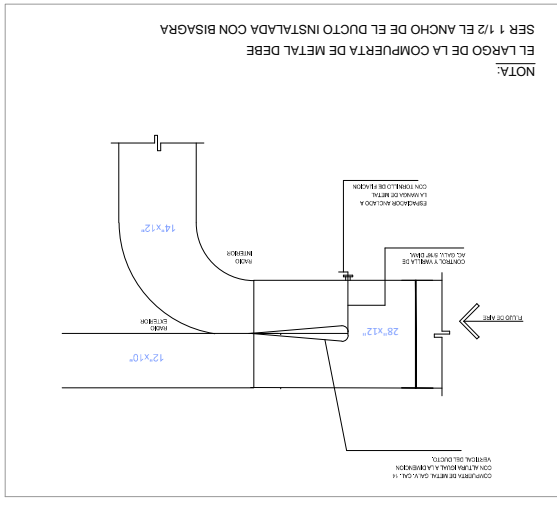 COMPUERTA DE METAL GALV. CAL. 14
CON ALTURA IGUAL A LA DIMENSION
VERTICAL DEL DUCTO.
12"x10"
28"x12"
FLUJO DE AIRE
RADIO
EXTERIOR
CONTROL Y VARILLA DE
AC. GALV. 5/16" DIAM.
RADIO
INTERIOR
14"x12"
ESPACIADOR ANCLADO A
LA MANGA DE METAL
CON TORNILLO DE FIJACION
NOTA:
EL LARGO DE LA COMPUERTA DE METAL DEBE
SER 1 1/2 EL ANCHO DE EL DUCTO INSTALADA CON BISAGRA